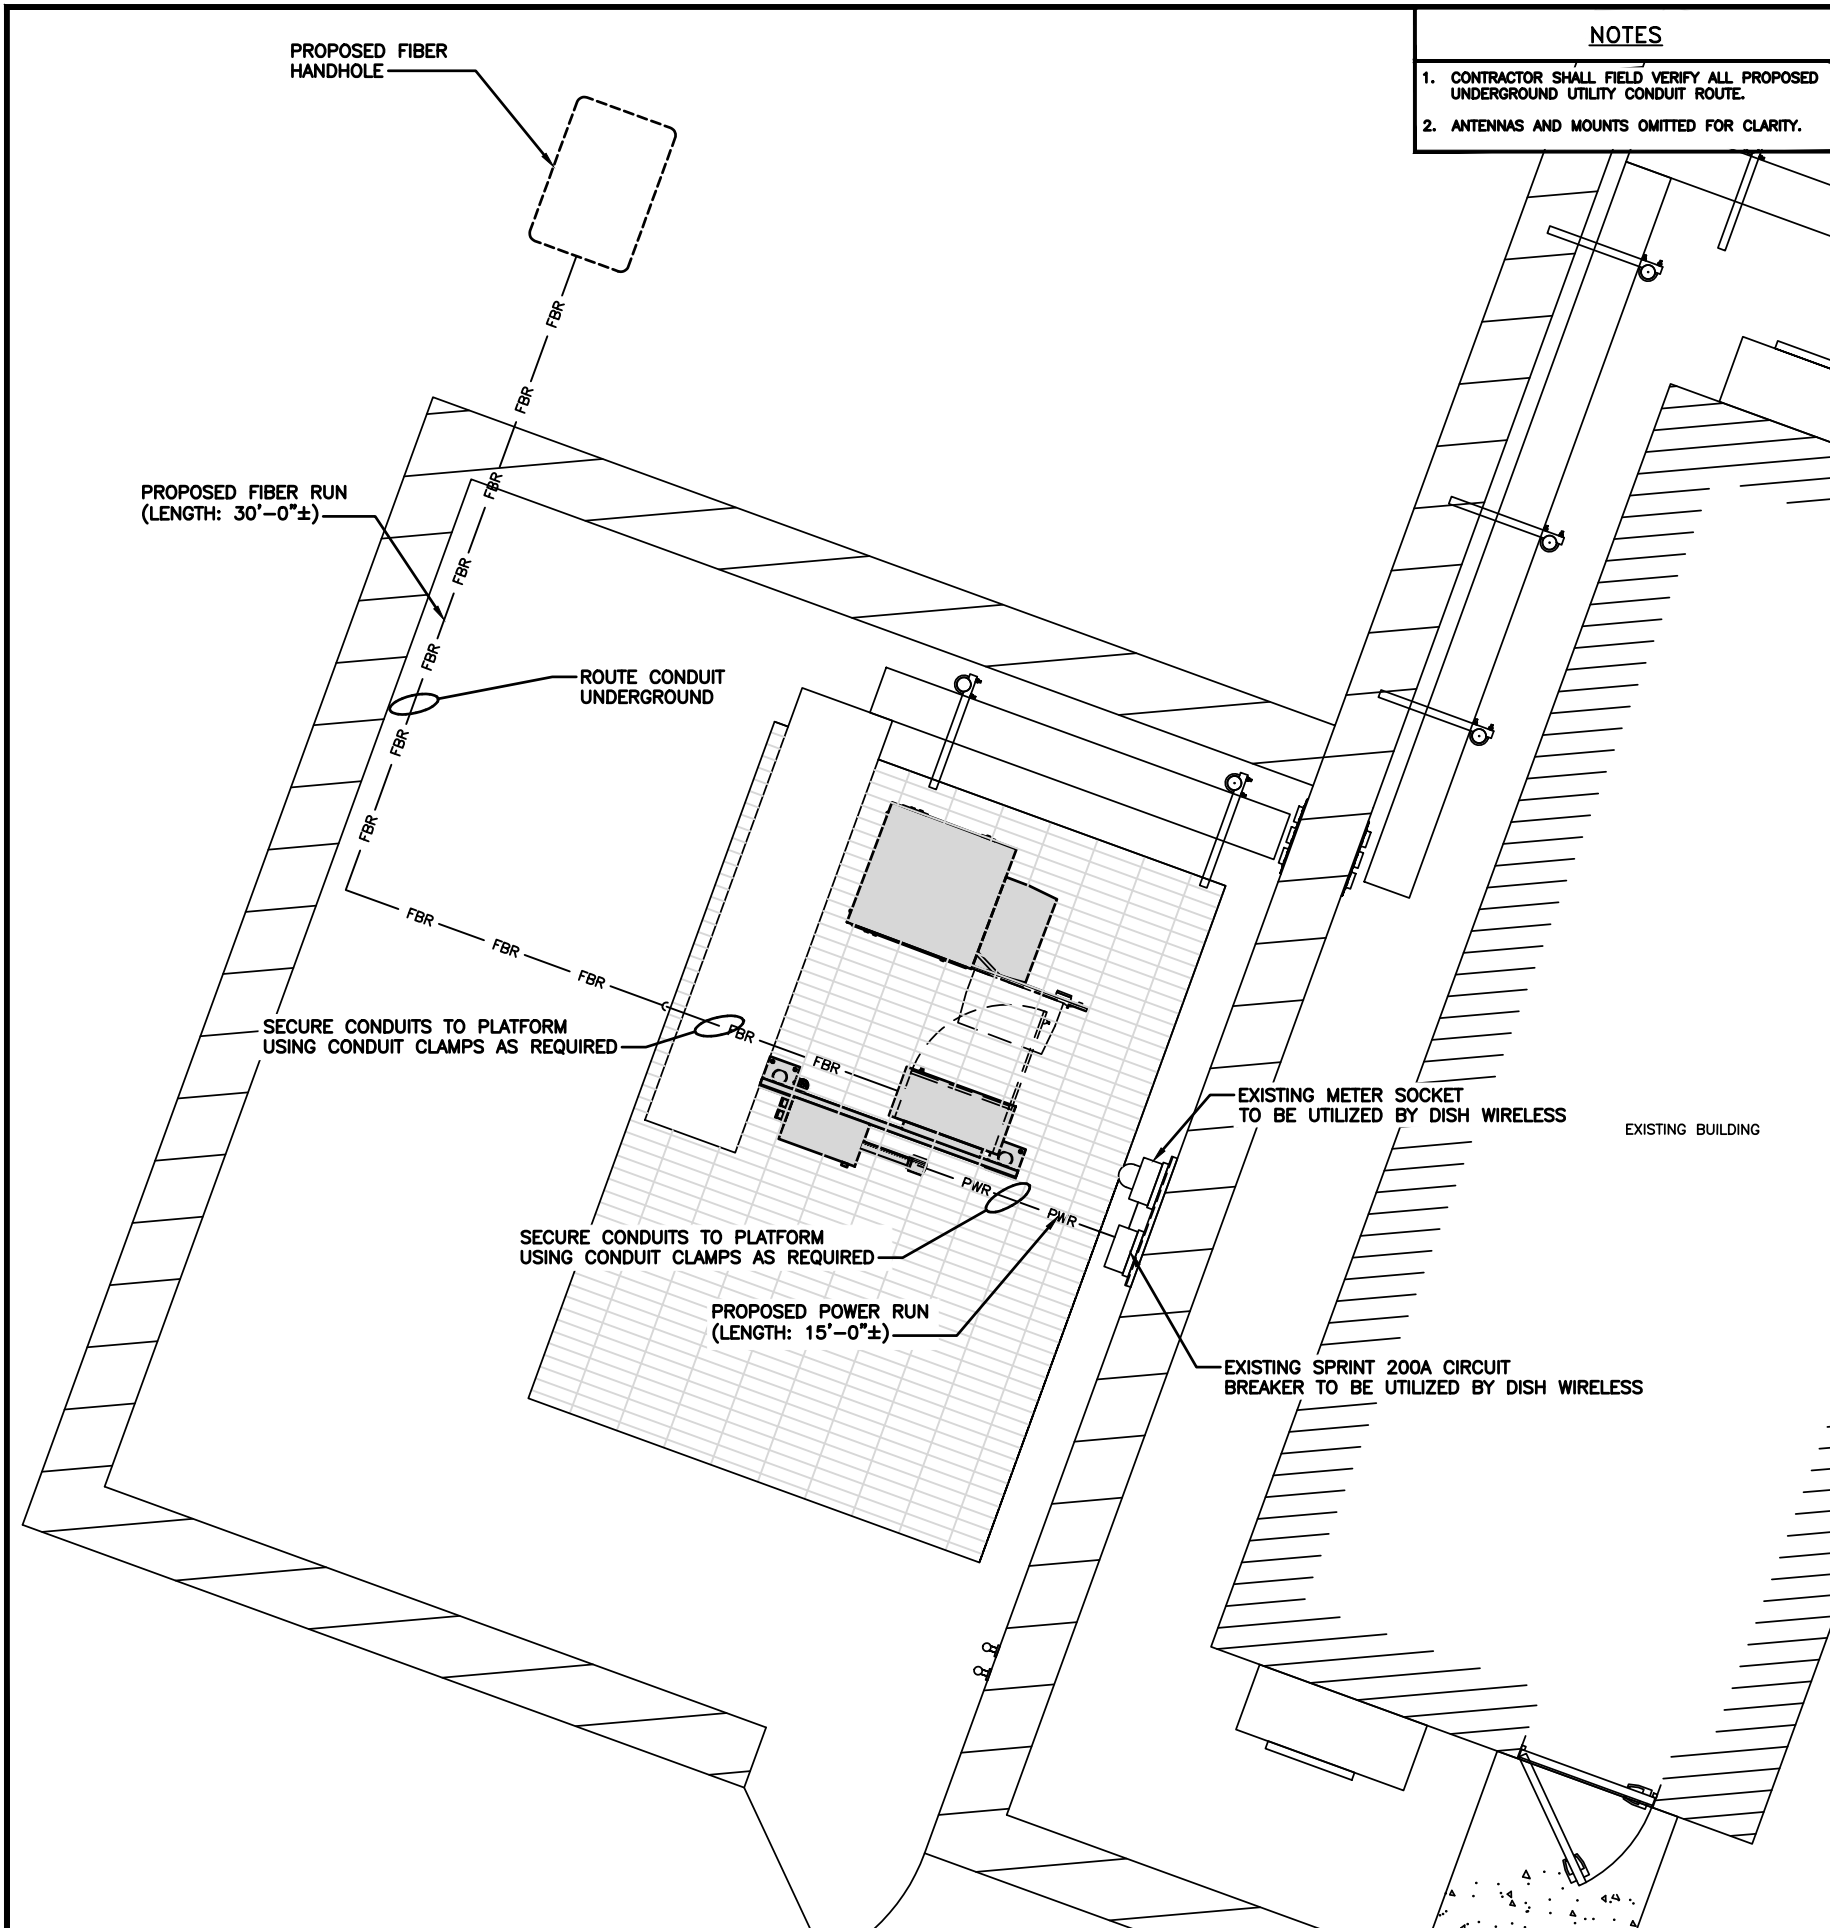 NOTES
1. CONTRACTOR SHALL FIELD VERIFY ALL PROPOSED
UNDERGROUND UTILITY CONDUIT ROUTE.
2. ANTENNAS AND MOUNTS OMITTED FOR CLARITY.
PROPOSED FIBER
HANDHOLE
FBR
FBR
FBR
PROPOSED FIBER RUN
(LENGTH: 30'-0"±)
FBR
FBR
ROUTE CONDUIT
UNDERGROUND
FBR
FBR
FBR
FBR
FBR
SECURE CONDUITS TO PLATFORM
USING CONDUIT CLAMPS AS REQUIRED
FBR
FBR
EXISTING METER SOCKET
TO BE UTILIZED BY DISH WIRELESS
EXISTING BUILDING
PWR
PWR
SECURE CONDUITS TO PLATFORM
USING CONDUIT CLAMPS AS REQUIRED
PROPOSED POWER RUN
(LENGTH: 15'-0"±)
EXISTING SPRINT 200A CIRCUIT
BREAKER TO BE UTILIZED BY DISH WIRELESS